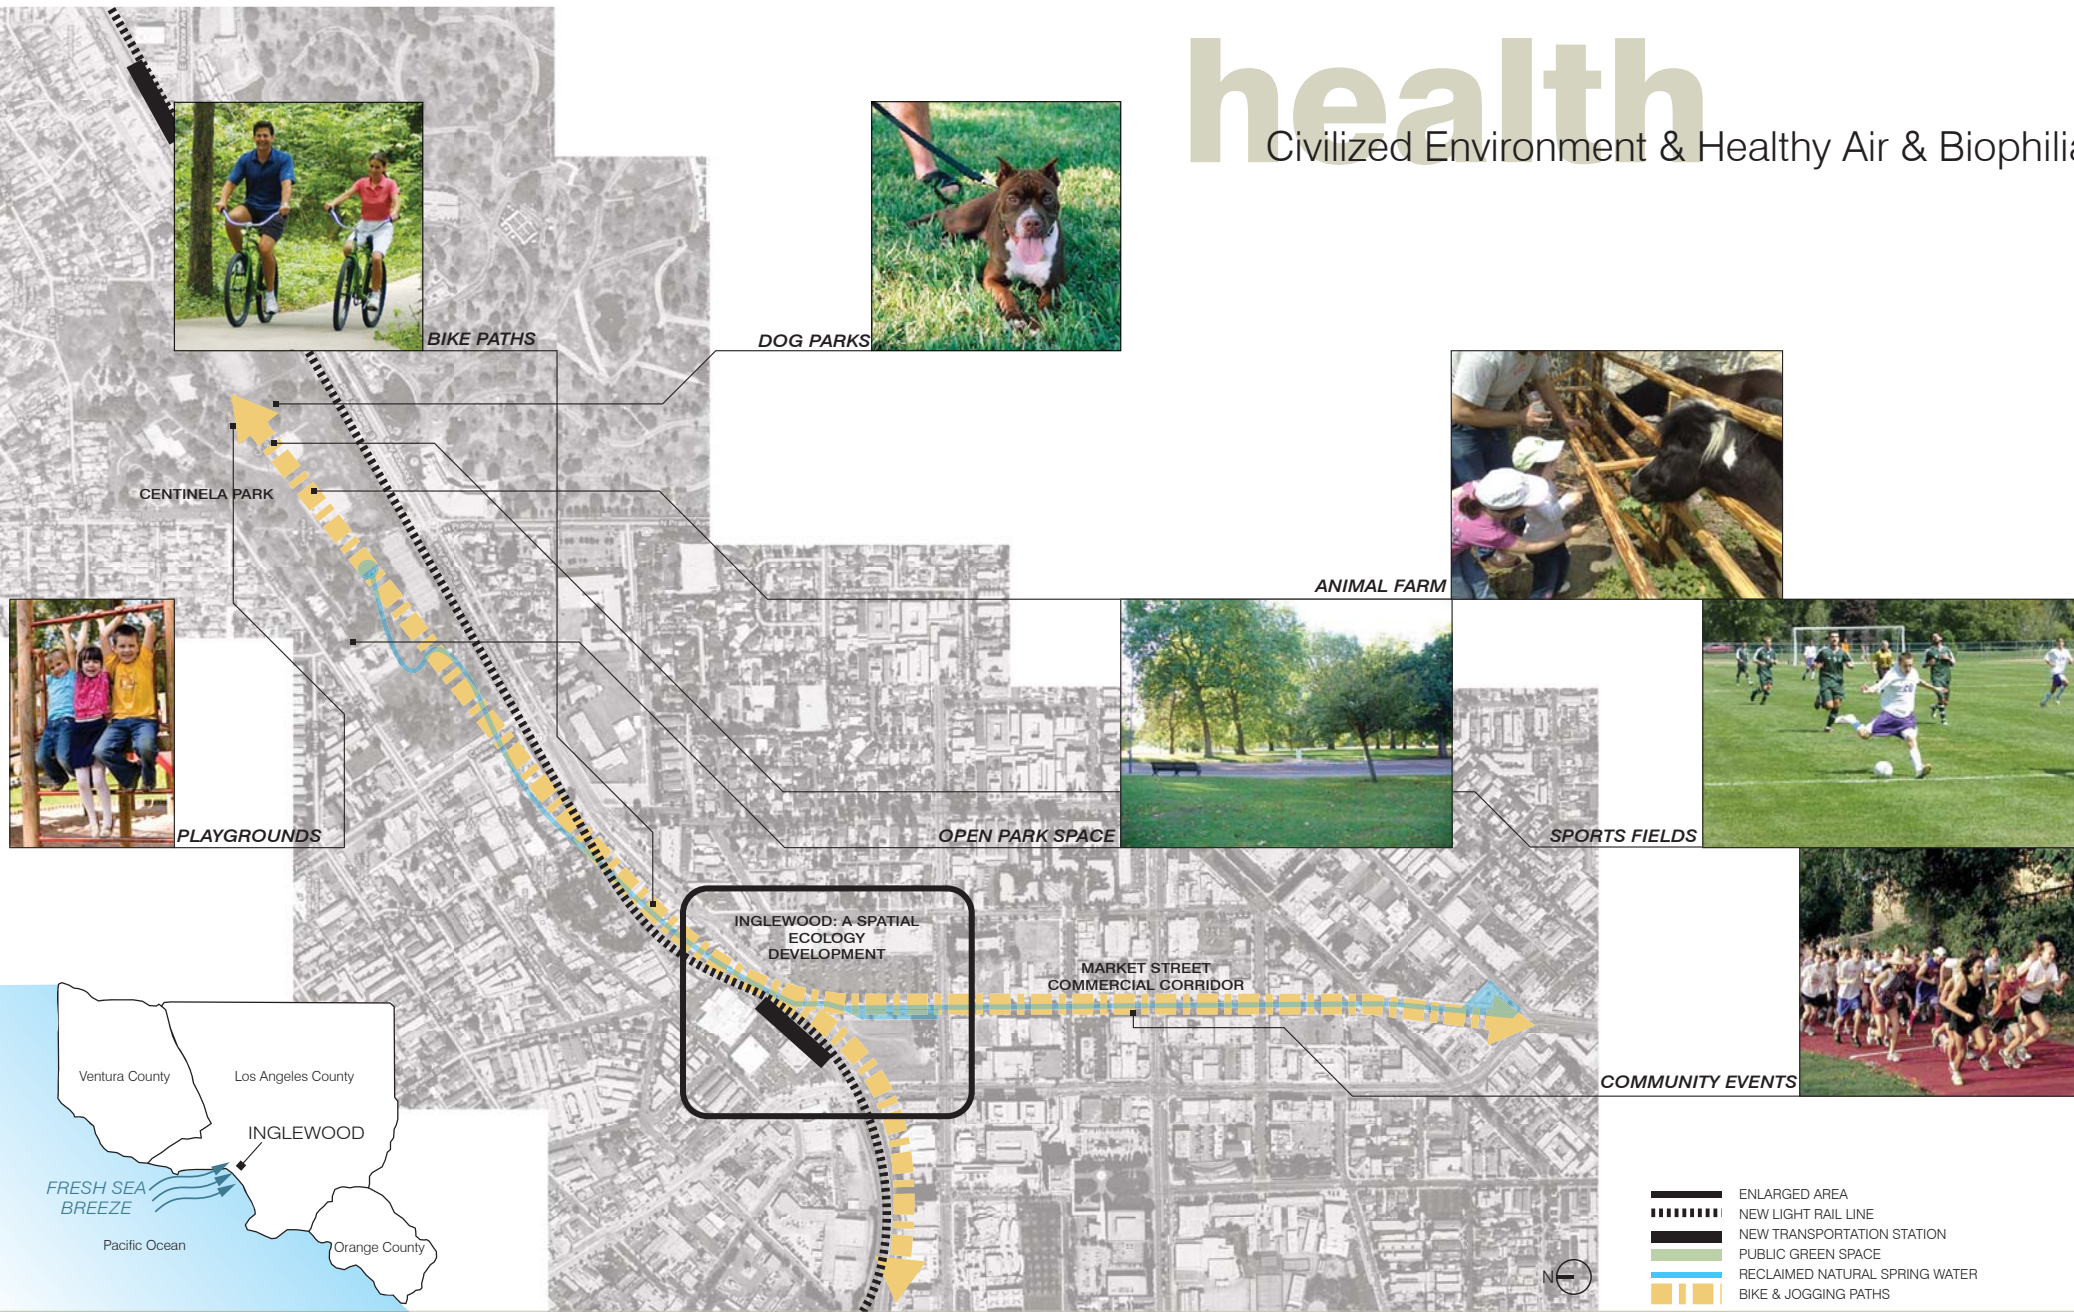 health
Civilized Environment & Healthy Air & Biophilia
BIKE PATHS
DOG PARKS
CENTINELA PARK
ANIMAL FARM
PLAYGROUNDS
OPEN PARK SPACE
SPORTS FIELDS
INGLEWOOD: A SPATIAL
ECOLOGY
DEVELOPMENT
MARKET STREET
COMMERCIAL CORRIDOR
COMMUNITY EVENTS
Ventura County
Los Angeles County
INGLEWOOD
FRESH SEA
BREEZE
Pacific Ocean
Orange County
N
ENLARGED AREA
NEW LIGHT RAIL LINE
NEW TRANSPORTATION STATION
PUBLIC GREEN SPACE
RECLAIMED NATURAL SPRING WATER
BIKE & JOGGING PATHS